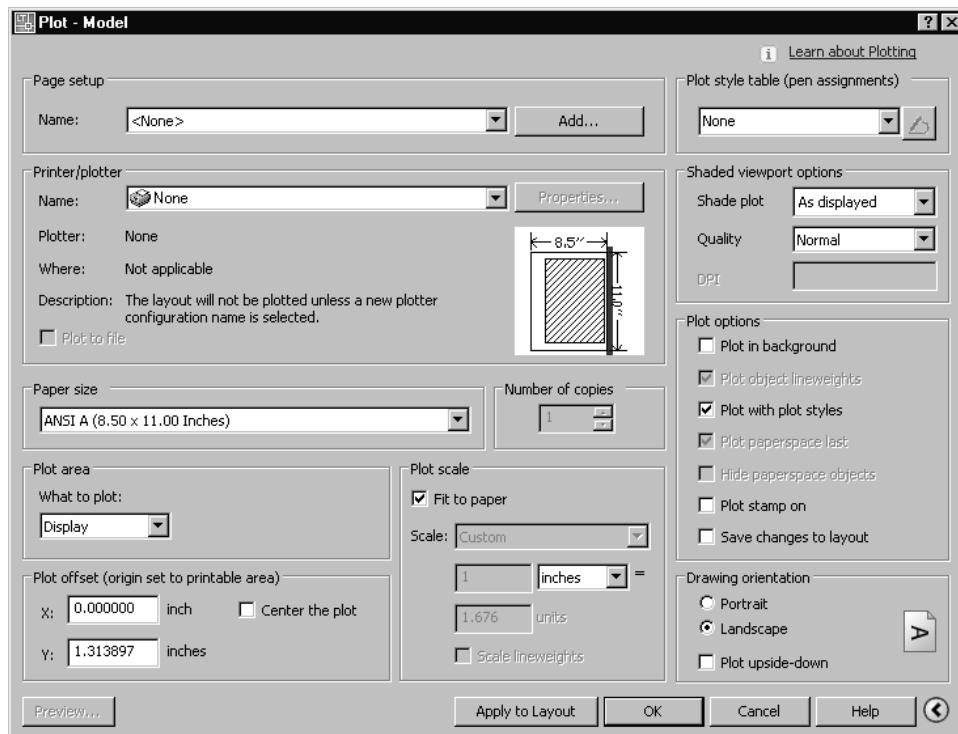 Plot - Model
Learn about Plotting
Page setup
Name: <None> Add...
Plot style table (pen assignments)
None
Printer/plotter
Name: None Properties...
Plotter: None
Where: Not applicable
Description: The layout will not be plotted unless a new plotter
configuration name is selected.
Plot to file
8.5″
11.0″
Shaded viewport options
Shade plot As displayed
Quality Normal
DPI
Paper size
ANSI A (8.50 x 11.00 Inches)
Number of copies
1
Plot area
What to plot:
Display
Plot offset (origin set to printable area)
X: 0.000000 inch Center the plot
Y: 1.313897 inches
Plot scale
Fit to paper
Scale: Custom
1 inches =
1.676 units
Scale lineweights
Plot options
Plot in background
Plot object lineweights
Plot with plot styles
Plot paperspace last
Hide paperspace objects
Plot stamp on
Save changes to layout
Drawing orientation
Portrait
Landscape
A
Plot upside-down
Preview... Apply to Layout OK Cancel Help